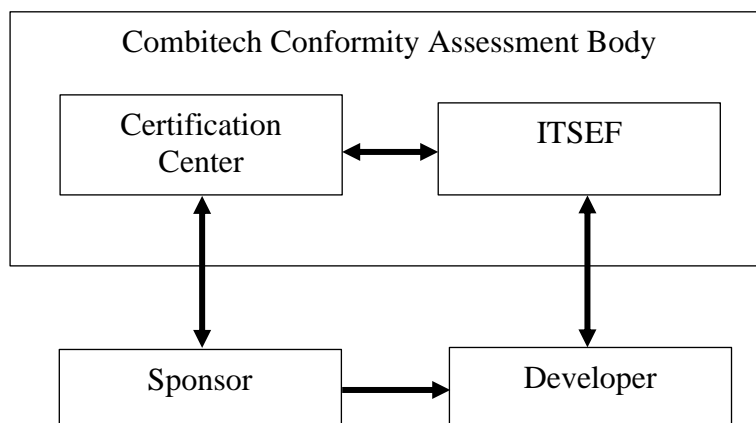 Combitech Conformity Assessment Body
Certification
Center
ITSEF
Sponsor
Developer